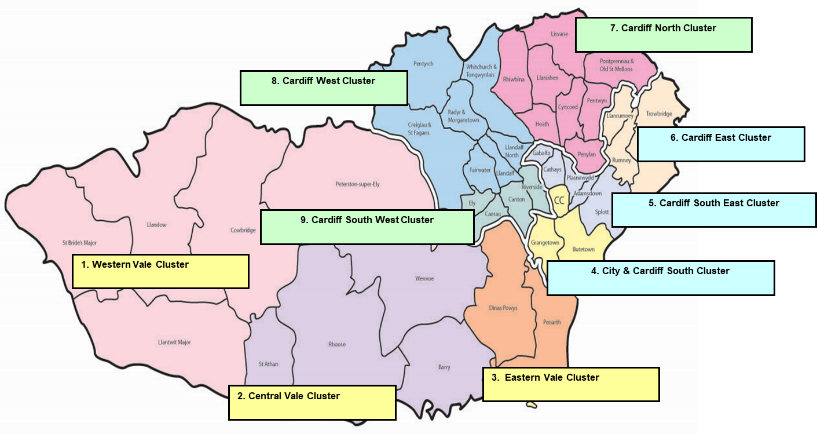 7. Cardiff North Cluster
Lisvane
Pentyrch
Whitchurch &
Tongwynlais
Rhiwbina
Llanishen
Pontprennau &
Old St Mellons
8. Cardiff West Cluster
Cyncoed
Pentwyn
Llanrumney
Trowbridge
Radyr &
Morganstown
Creigiau &
St Fagans
Heath
6. Cardiff East Cluster
Llandaff
North
Gabalfa
Penylan
Rumney
Fairwater
Llandaff
Cathays
Plasnewydd
Peterston-super-Ely
Riverside
Adamsdown
Ely
Canton
CC
Splott
5. Cardiff South East Cluster
Caerau
9. Cardiff South West Cluster
Llandow
Cowbridge
St Bride's Major
Grangetown
Butetown
1. Western Vale Cluster
4. City & Cardiff South Cluster
Wenvoe
Dinas Powys
Penarth
Llantwit Major
Rhoose
St Athan
Barry
3. Eastern Vale Cluster
2. Central Vale Cluster